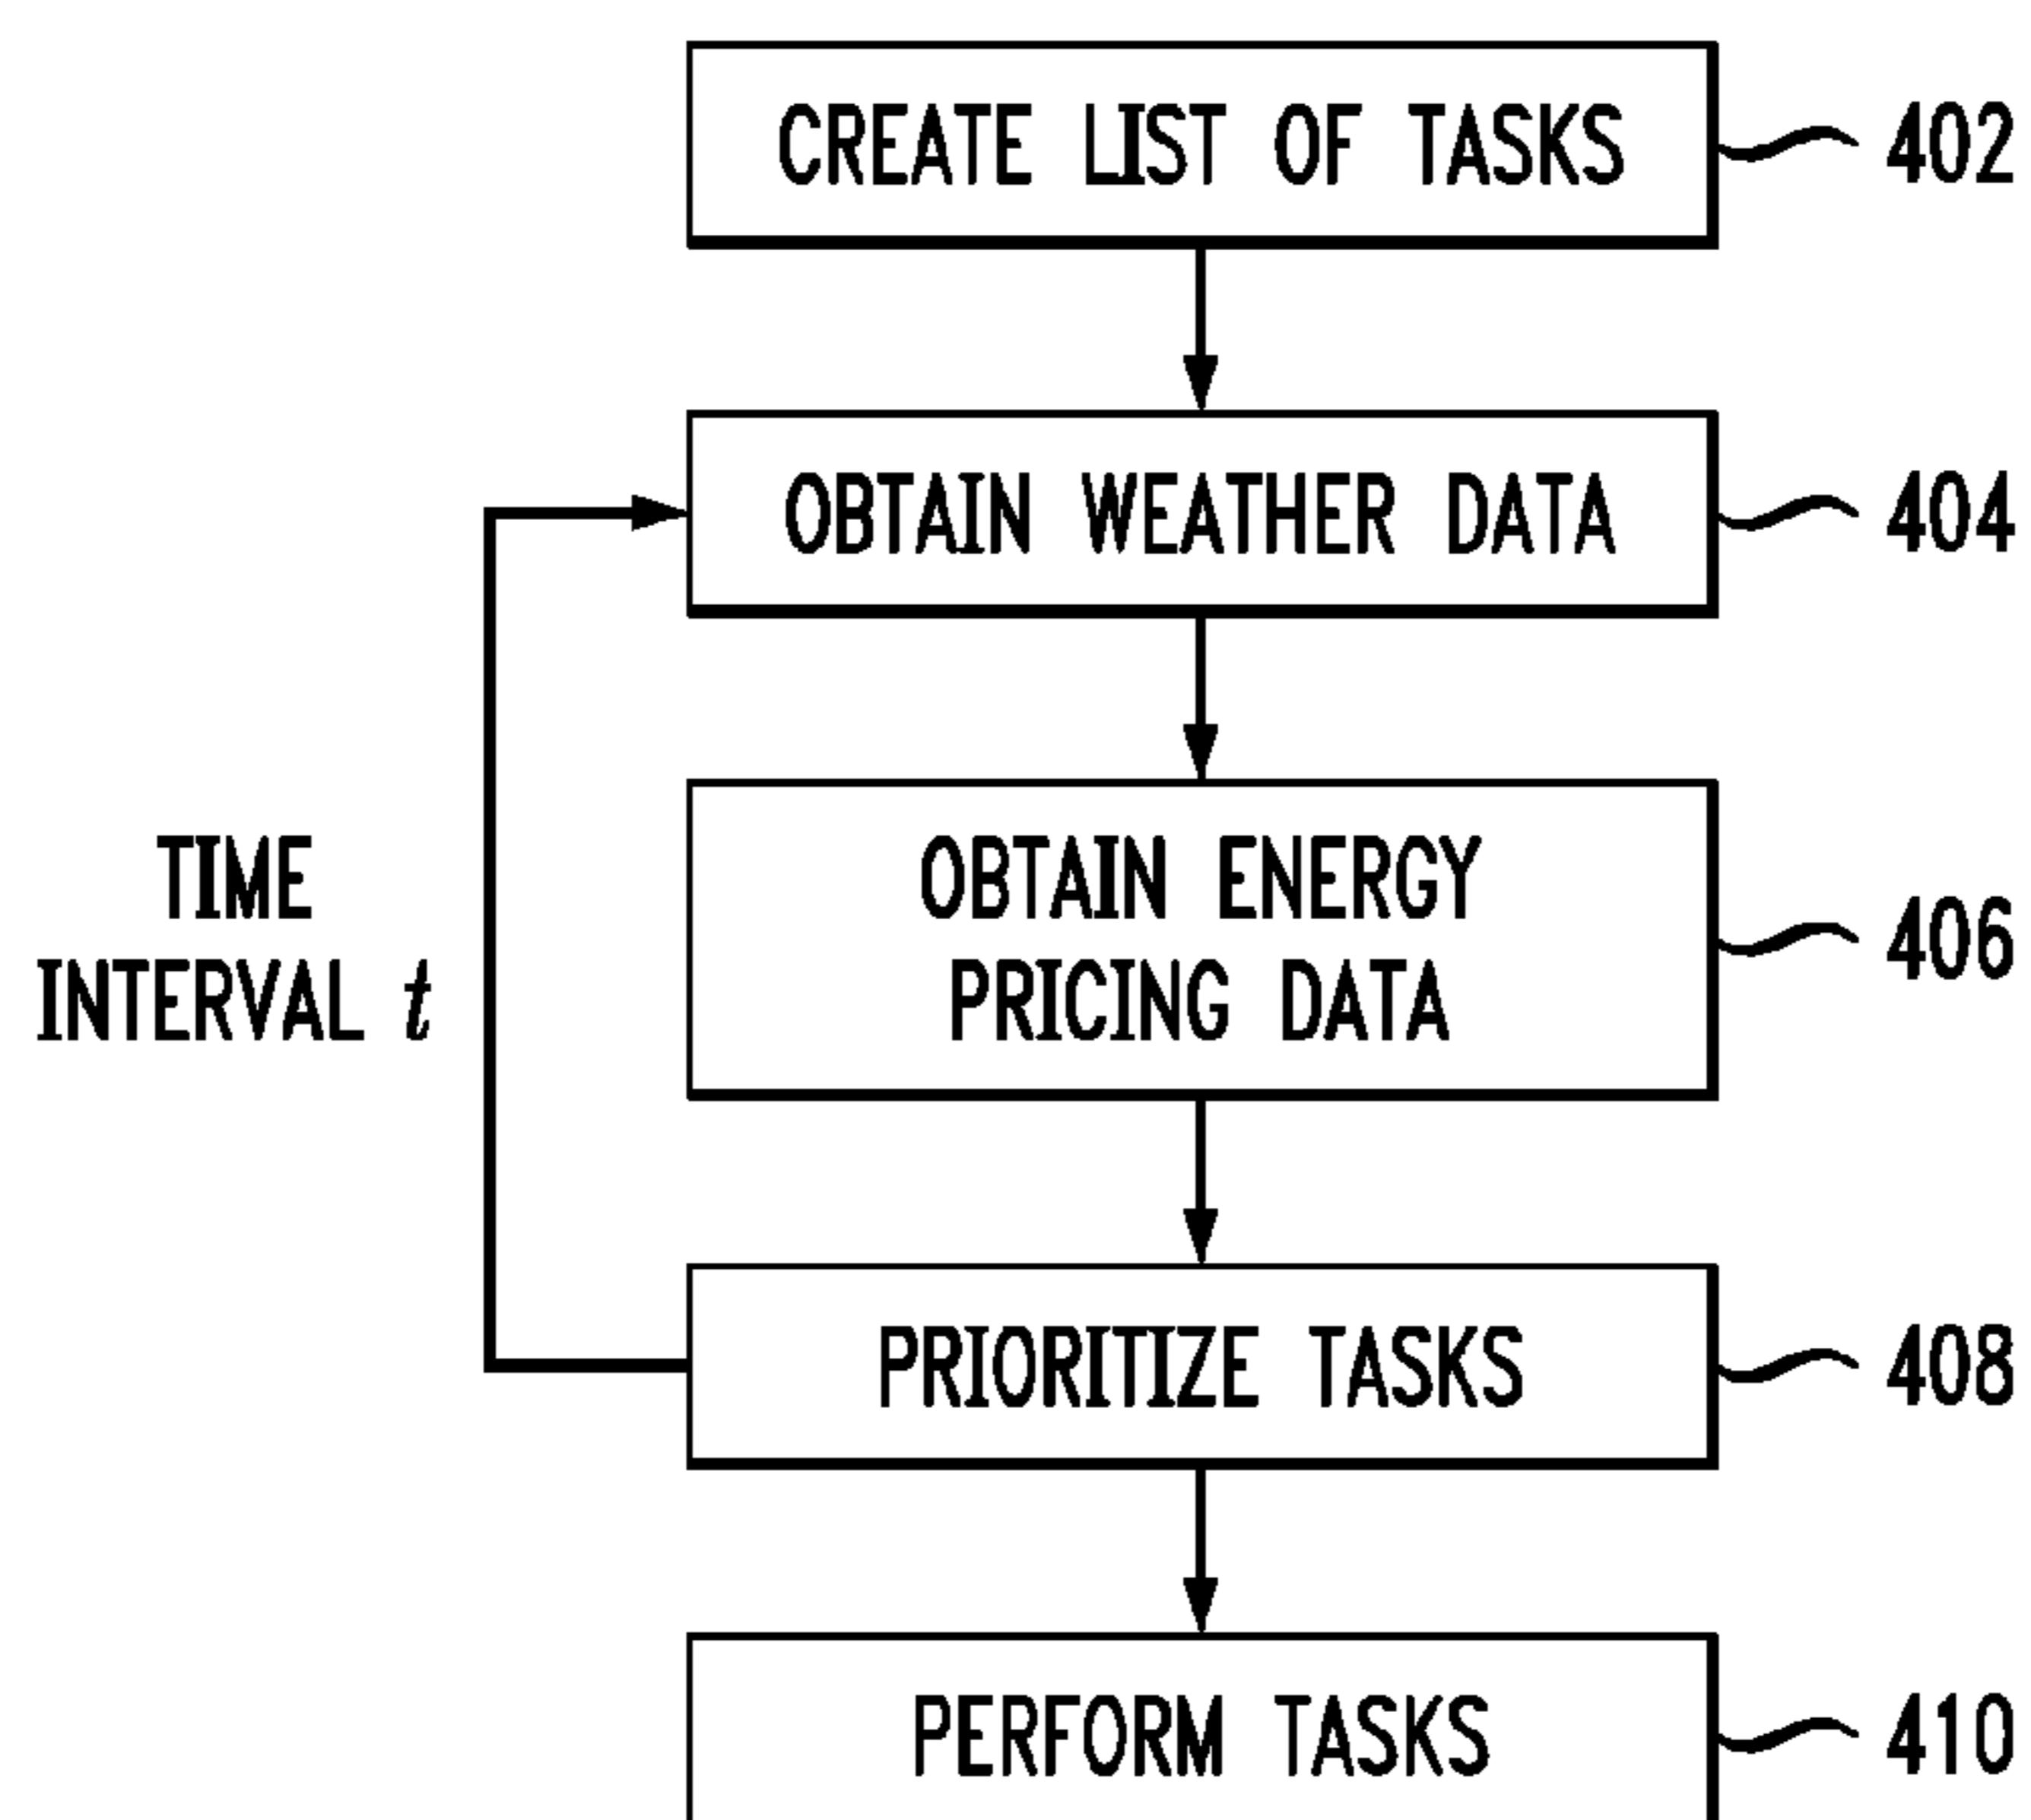 CREATE LIST OF TASKS 402
OBTAIN WEATHER DATA 404
TIME
INTERVAL t
OBTAIN ENERGY
PRICING DATA
406
PRIORITIZE TASKS 408
PERFORM TASKS 410